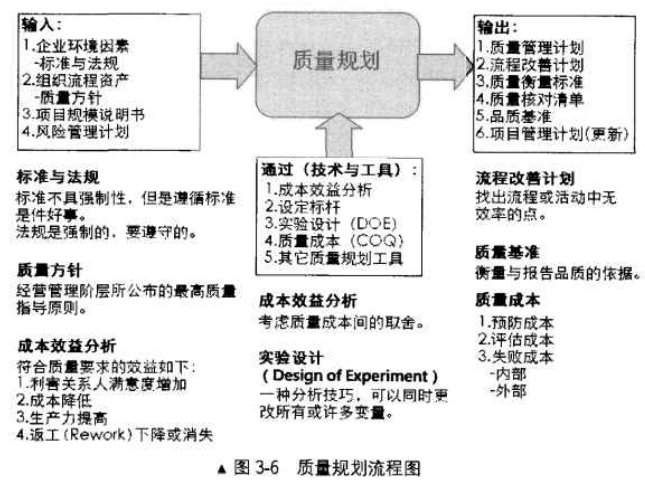 输入：
1.企业环境因素
-标准与法规
2.组织流程资产
-质量方针
3.项目规模说明书
4.风险管理计划
质量规划
输出：
1.质量管理计划
2.流程改善计划
3.质量衡量标准
4.质量核对清单
5.品质基准
6.项目管理计划(更新)
通过（技术与工具）：
1.成本效益分析
2.设定标杆
3.实验设计（DOE）
4.质量成本（COQ）
5.其它质量规划工具
标准与法规
标准不具强制性，但是遵循标准
是件好事。
法规是强制的，要遵守的。
质量方针
经营管理阶层所公布的最高质量
指导原则。
成本效益分析
符合质量要求的效益如下：
1.利害关系人满意度增加
2.成本降低
3.生产力提高
4.返工(Rework)下降或消失
成本效益分析
考虑质量成本间的取舍。
实验设计
(Design of Experiment)
一种分析技巧，可以同时更
改所有或许多变量。
流程改善计划
找出流程或活动中无
效率的点。
质量基准
衡量与报告品质的依据。
质量成本
1.预防成本
2.评估成本
3.失败成本
-内部
-外部
▲ 图 3-6 质量规划流程图